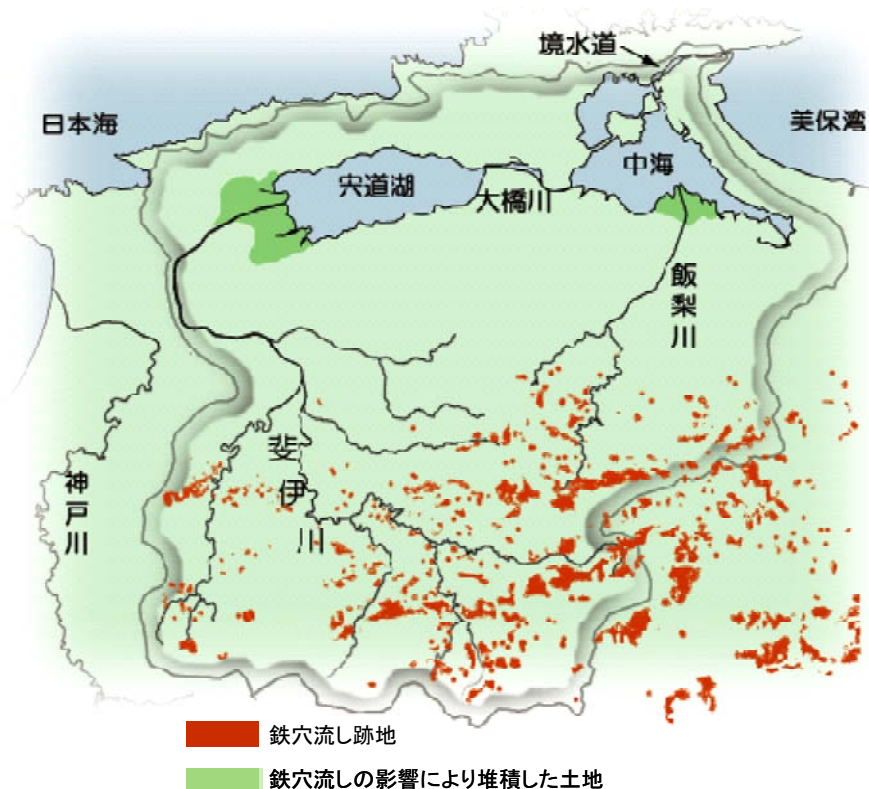 境水道
日本海
美保湾
中海
宍道湖
大橋川
飯梨川
斐伊川
神戸川
鉄穴流し跡地
鉄穴流しの影響により堆積した土地